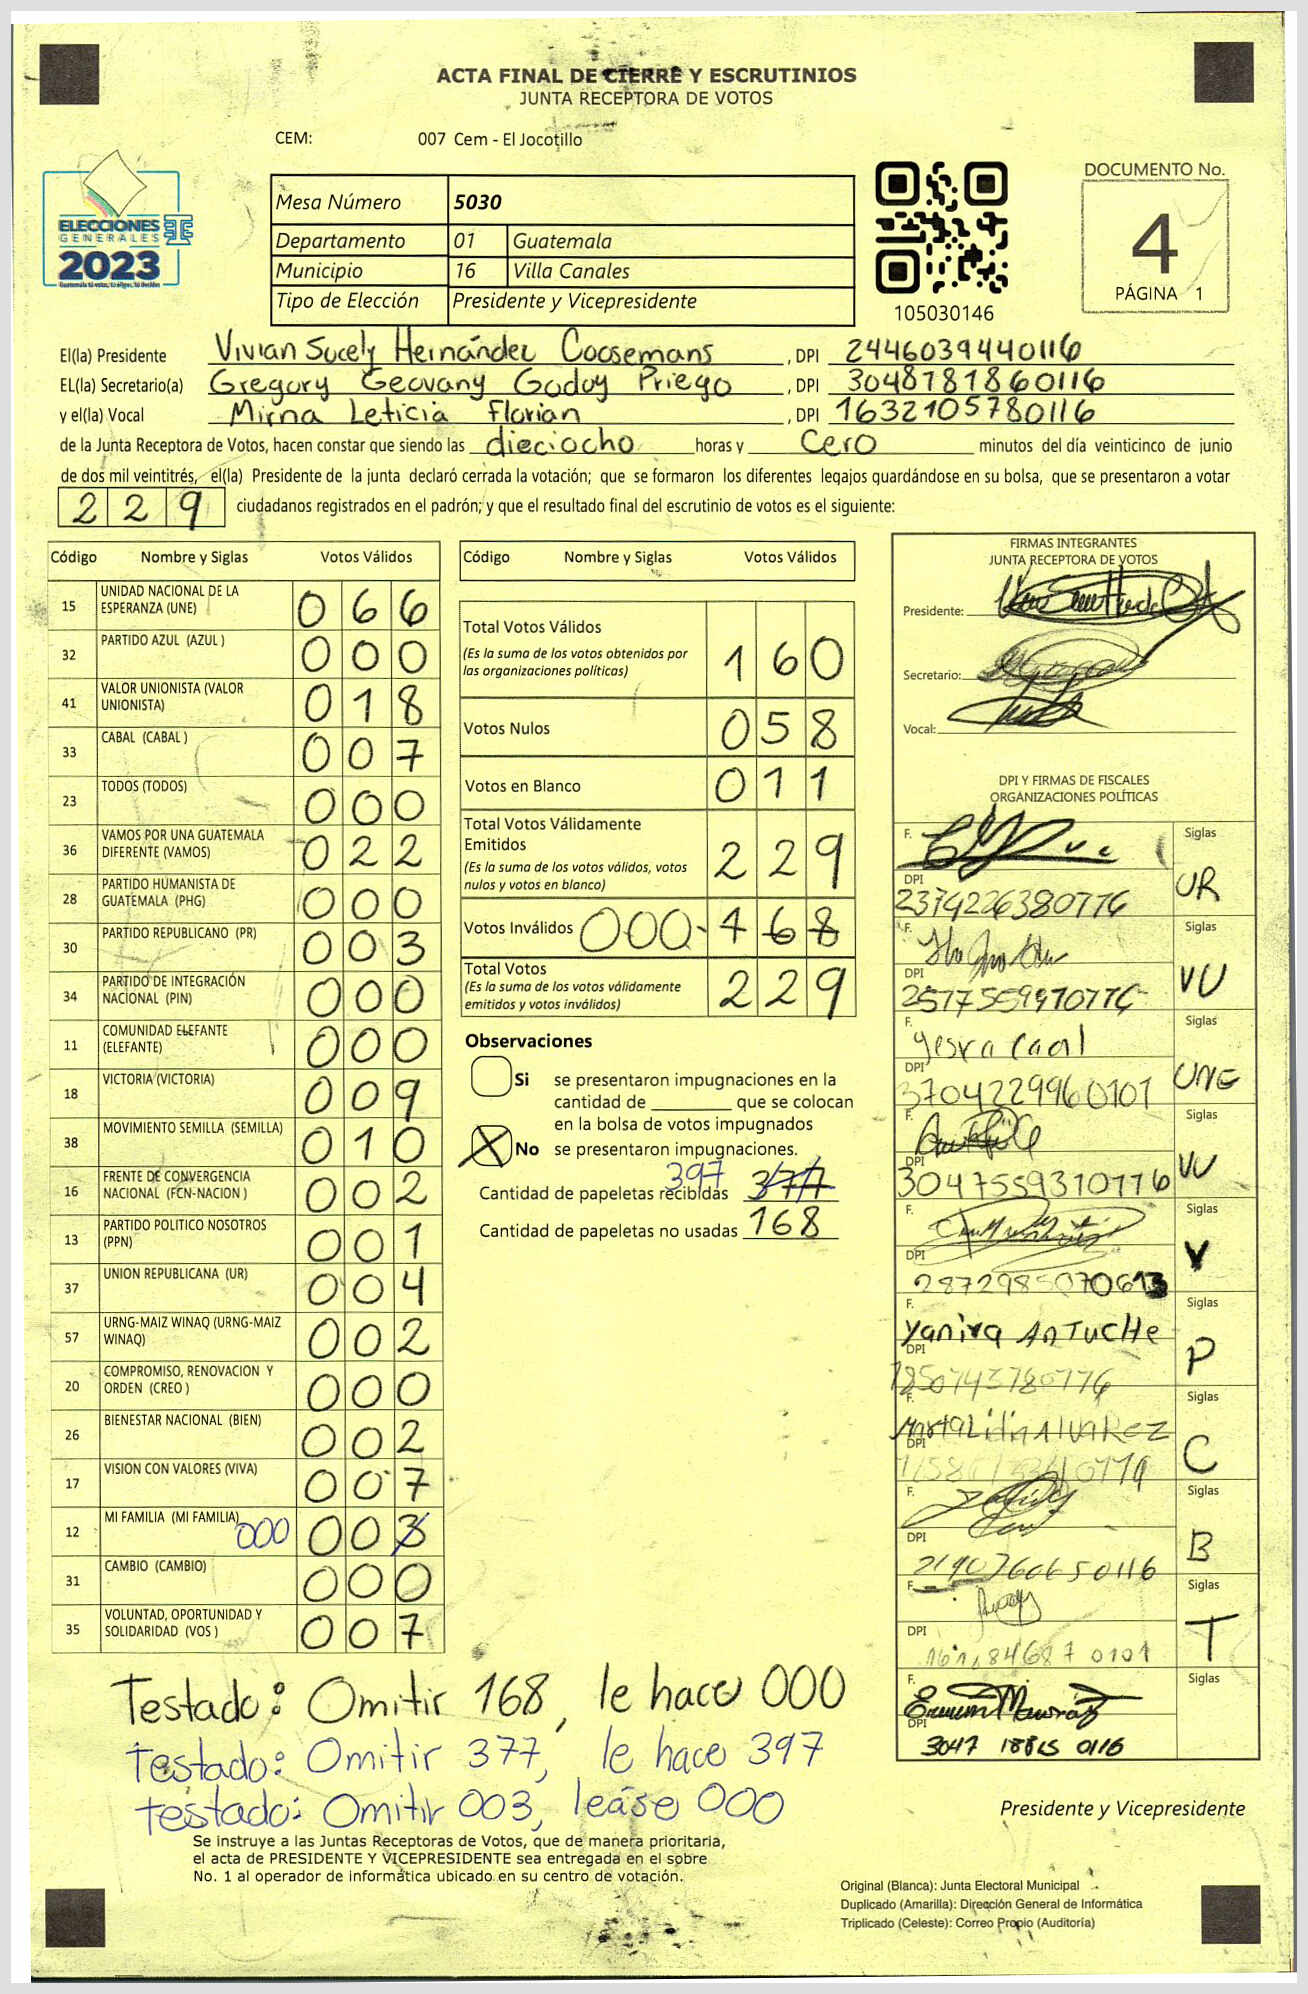 ACTA FINAL DE CIERRE Y ESCRUTINIOS
JUNTA RECEPTORA DE VOTOS
CEM: 007 Cem - El Jocotillo
ELECCIONES
GENERALES
2023
Guatemala tú votas, tú eliges, tú decides
Mesa Número 5030
Departamento 01 Guatemala
Municipio 16 Villa Canales
Tipo de Elección Presidente y Vicepresidente
105030146
DOCUMENTO No.
4
PÁGINA 1
El(la) Presidente Vivian Sucely Hernández Coosemans, DPI 2446039440116
EL(la) Secretario(a) Gregory Geovany Godoy Priego, DPI 3048781860116
y el(la) Vocal Mirna Leticia Florian, DPI 1632105780116
de la Junta Receptora de Votos, hacen constar que siendo las dieciocho horas y Cero minutos del día veinticinco de junio
de dos mil veintitrés, el(la) Presidente de la junta declaró cerrada la votación; que se formaron los diferentes legajos guardándose en su bolsa, que se presentaron a votar
229 ciudadanos registrados en el padrón; y que el resultado final del escrutinio de votos es el siguiente:
Código Nombre y Siglas Votos Válidos
15 UNIDAD NACIONAL DE LA ESPERANZA (UNE) 066
32 PARTIDO AZUL (AZUL ) 000
41 VALOR UNIONISTA (VALOR UNIONISTA) 018
33 CABAL (CABAL ) 007
23 TODOS (TODOS) 000
36 VAMOS POR UNA GUATEMALA DIFERENTE (VAMOS) 022
28 PARTIDO HUMANISTA DE GUATEMALA (PHG) 000
30 PARTIDO REPUBLICANO (PR) 003
34 PARTIDO DE INTEGRACIÓN NACIONAL (PIN) 000
11 COMUNIDAD ELEFANTE (ELEFANTE) 000
18 VICTORIA (VICTORIA) 009
38 MOVIMIENTO SEMILLA (SEMILLA) 010
16 FRENTE DE CONVERGENCIA NACIONAL (FCN-NACION ) 002
13 PARTIDO POLITICO NOSOTROS (PPN) 001
37 UNION REPUBLICANA (UR) 004
57 URNG-MAIZ WINAQ (URNG-MAIZ WINAQ) 002
20 COMPROMISO, RENOVACION Y ORDEN (CREO ) 000
26 BIENESTAR NACIONAL (BIEN) 002
17 VISION CON VALORES (VIVA) 007
12 MI FAMILIA (MI FAMILIA) 000 003
31 CAMBIO (CAMBIO) 000
35 VOLUNTAD, OPORTUNIDAD Y SOLIDARIDAD (VOS ) 007
Código Nombre y Siglas Votos Válidos
Total Votos Válidos 160
(Es la suma de los votos obtenidos por las organizaciones políticas)
Votos Nulos 058
Votos en Blanco 011
Total Votos Válidamente Emitidos 229
(Es la suma de los votos válidos, votos nulos y votos en blanco)
Votos Inválidos 000- 168
Total Votos 229
(Es la suma de los votos válidamente emitidos y votos inválidos)
Observaciones
Si se presentaron impugnaciones en la
cantidad de ________ que se colocan
en la bolsa de votos impugnados
X No se presentaron impugnaciones.
Cantidad de papeletas recibidas 397 377
Cantidad de papeletas no usadas 168
FIRMAS INTEGRANTES
JUNTA RECEPTORA DE VOTOS
Presidente:
Secretario:
Vocal:
DPI Y FIRMAS DE FISCALES
ORGANIZACIONES POLÍTICAS
F. Siglas UR
DPI 2374226380776
F. Siglas VU
DPI
F. Yesvra Caal Siglas UNE
DPI 3704229960101
F. Siglas VU
DPI 3047559310776
F. Siglas V
DPI 2872985070613
F. Yanira AnTucHe Siglas P
DPI
F. Siglas C
DPI
F. Siglas B
DPI 2190760650116
F. Siglas T
DPI
F. Siglas
DPI 3047 18815 0116
Testado: Omitir 168, le hace 000
Testado: Omitir 377, le hace 397
testado: Omitir 003, leáse 000
Presidente y Vicepresidente
Se instruye a las Juntas Receptoras de Votos, que de manera prioritaria,
el acta de PRESIDENTE Y VICEPRESIDENTE sea entregada en el sobre
No. 1 al operador de informática ubicado en su centro de votación.
Original (Blanca): Junta Electoral Municipal
Duplicado (Amarilla): Dirección General de Informática
Triplicado (Celeste): Correo Propio (Auditoría)